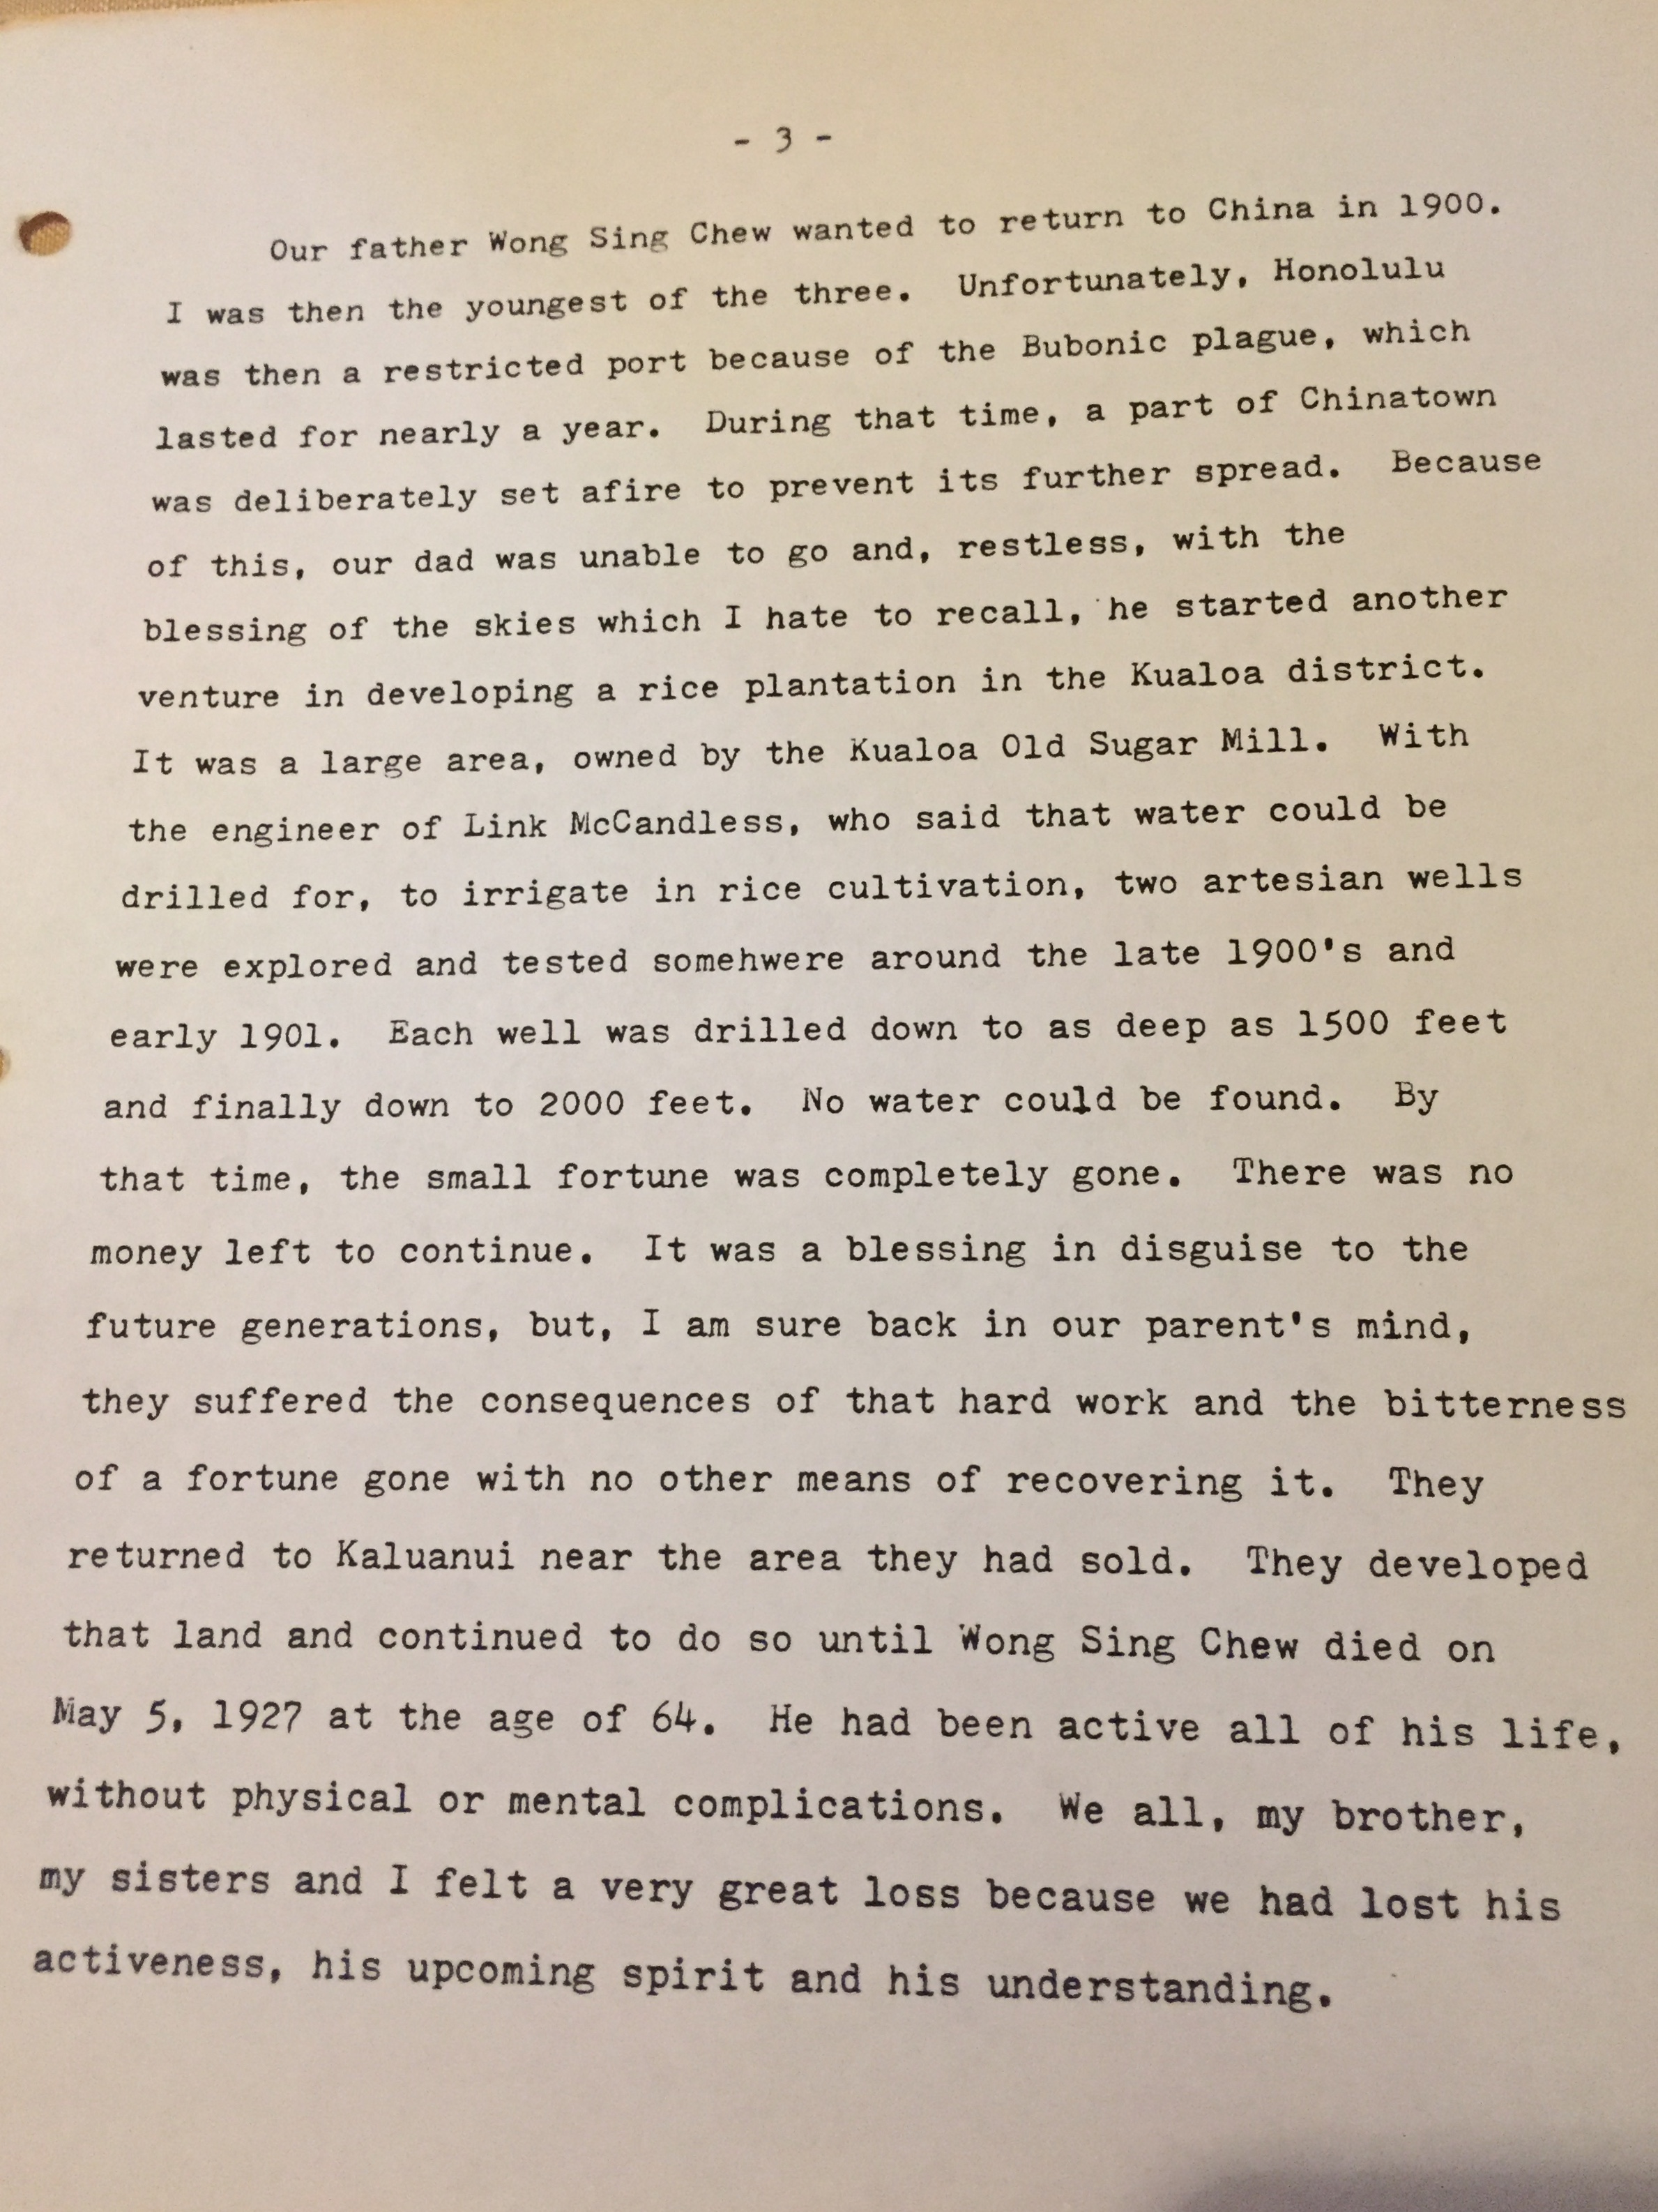 - 3 -
Our father Wong Sing Chew wanted to return to China in 1900.
I was then the youngest of the three. Unfortunately, Honolulu
was then a restricted port because of the Bubonic plague, which
lasted for nearly a year. During that time, a part of Chinatown
was deliberately set afire to prevent its further spread. Because
of this, our dad was unable to go and, restless, with the
blessing of the skies which I hate to recall, he started another
venture in developing a rice plantation in the Kualoa district.
It was a large area, owned by the Kualoa Old Sugar Mill. With
the engineer of Link McCandless, who said that water could be
drilled for, to irrigate in rice cultivation, two artesian wells
were explored and tested somehwere around the late 1900's and
early 1901. Each well was drilled down to as deep as 1500 feet
and finally down to 2000 feet. No water could be found. By
that time, the small fortune was completely gone. There was no
money left to continue. It was a blessing in disguise to the
future generations, but, I am sure back in our parent's mind,
they suffered the consequences of that hard work and the bitterness
of a fortune gone with no other means of recovering it. They
returned to Kaluanui near the area they had sold. They developed
that land and continued to do so until Wong Sing Chew died on
May 5, 1927 at the age of 64. He had been active all of his life,
without physical or mental complications. We all, my brother,
my sisters and I felt a very great loss because we had lost his
activeness, his upcoming spirit and his understanding.